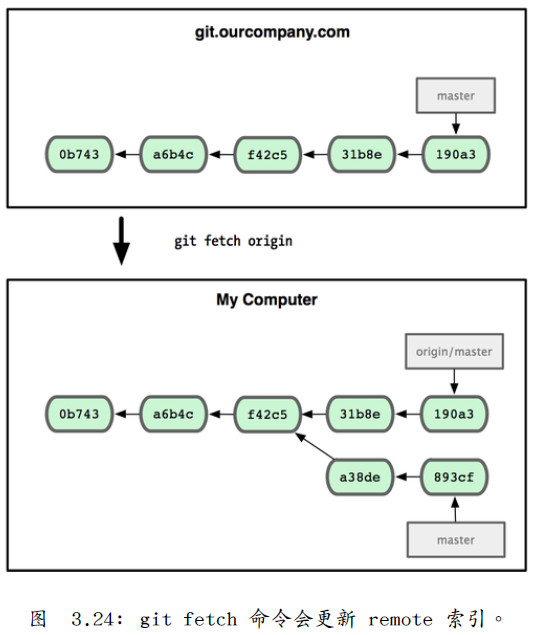 git.ourcompany.com
master
0b743 a6b4c f42c5 31b8e 190a3
git fetch origin
My Computer
origin/master
0b743 a6b4c f42c5 31b8e 190a3
a38de 893cf
master
图 3.24: git fetch 命令会更新 remote 索引。